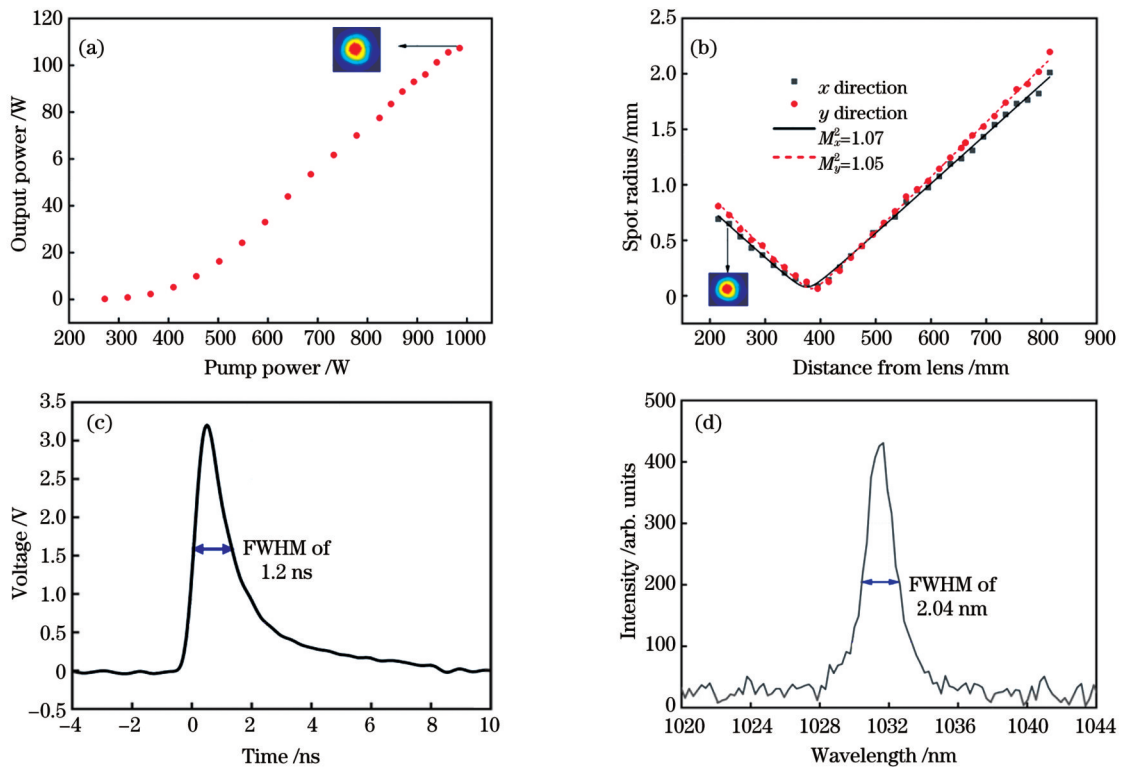 (a)
120
100
80
6
40
20
0
200 300 400 500 600 700 800 900 1000
Output power /W
Pump power /W
(b)
2.5
2.0
1.5
1.0
0.5
0
200 300 400 500 600 700 800 900
Spot radius /mm
Distance from lens /mm
x direction
y direction
M²x=1.07
M²y=1.05
(c)
3.5
3.0
2.5
2.0
1.5
1.0
0.5
0
−0.5
−4 −2 0 2 4 6 8 10
Voltage /V
Time /ns
FWHM of
1.2 ns
(d)
500
400
300
200
100
0
1020 1024 1028 1032 1036 1040 1044
Intensity /arb. units
Wavelength /nm
FWHM of
2.04 nm